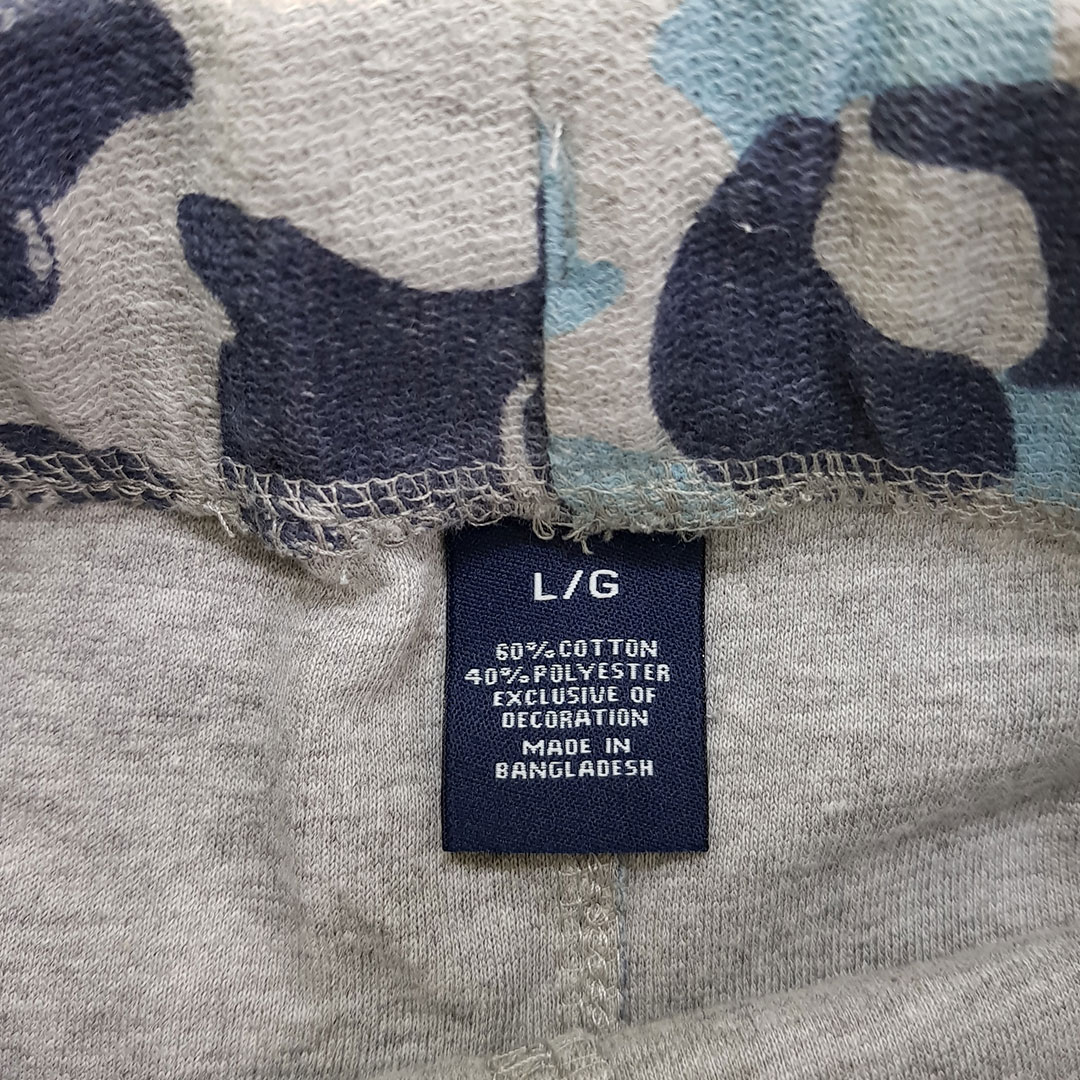 L/G
60% COTTON
40% POLYESTER
EXCLUSIVE OF
DECORATION
MADE IN
BANGLADESH